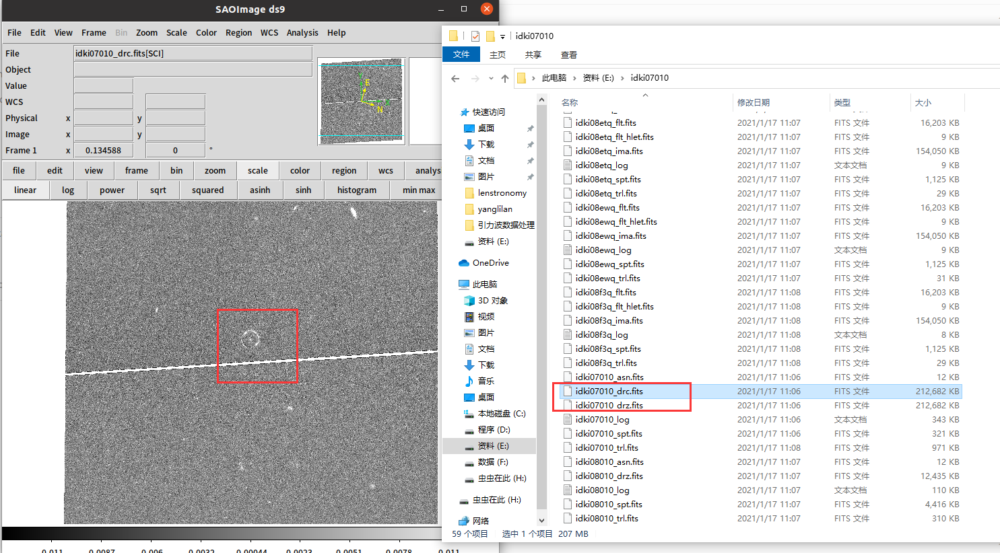 SAOImage ds9
File Edit View Frame Bin Zoom Scale Color Region WCS Analysis Help
File idki07010_drc.fits[SCI]
Object
Value
WCS
Physical x y
Image x y
Frame 1 x 0.134588 0 °
E
N
file edit view frame bin zoom scale color region wcs analys
linear log power sqrt squared asinh sinh histogram min max
0.011 0.0087 0.006 0.0032 0.00044 0.0023 0.0051 0.0078 0.011
idki07010
文件 主页 共享 查看
此电脑 资料 (E:) idki07010
快速访问
桌面
下载
文档
图片
lenstronomy
yanglilan
引力波数据处理
资料 (E:)
OneDrive
此电脑
3D 对象
视频
图片
文档
下载
音乐
桌面
本地磁盘 (C:)
程序 (D:)
资料 (E:)
数据 (F:)
虫虫在此 (H:)
虫虫在此 (H:)
网络
名称 修改日期 类型 大小
idki08etq_flt.fits 2021/1/17 11:07 FITS 文件 16,203 KB
idki08etq_flt_hlet.fits 2021/1/17 11:07 FITS 文件 9 KB
idki08etq_ima.fits 2021/1/17 11:07 FITS 文件 154,050 KB
idki08etq_log 2021/1/17 11:07 文本文档 9 KB
idki08etq_spt.fits 2021/1/17 11:07 FITS 文件 1,125 KB
idki08etq_trl.fits 2021/1/17 11:07 FITS 文件 29 KB
idki08ewq_flt.fits 2021/1/17 11:07 FITS 文件 16,203 KB
idki08ewq_flt_hlet.fits 2021/1/17 11:07 FITS 文件 9 KB
idki08ewq_ima.fits 2021/1/17 11:07 FITS 文件 154,050 KB
idki08ewq_log 2021/1/17 11:07 文本文档 9 KB
idki08ewq_spt.fits 2021/1/17 11:07 FITS 文件 1,125 KB
idki08ewq_trl.fits 2021/1/17 11:07 FITS 文件 31 KB
idki08f3q_flt.fits 2021/1/17 11:08 FITS 文件 16,203 KB
idki08f3q_flt_hlet.fits 2021/1/17 11:08 FITS 文件 9 KB
idki08f3q_ima.fits 2021/1/17 11:08 FITS 文件 154,050 KB
idki08f3q_log 2021/1/17 11:08 文本文档 8 KB
idki08f3q_spt.fits 2021/1/17 11:08 FITS 文件 1,125 KB
idki08f3q_trl.fits 2021/1/17 11:08 FITS 文件 29 KB
idki07010_asn.fits 2021/1/17 11:06 FITS 文件 12 KB
idki07010_drc.fits 2021/1/17 11:06 FITS 文件 212,682 KB
idki07010_drz.fits 2021/1/17 11:06 FITS 文件 212,682 KB
idki07010_log 2021/1/17 11:06 文本文档 343 KB
idki07010_spt.fits 2021/1/17 11:06 FITS 文件 321 KB
idki07010_trl.fits 2021/1/17 11:08 FITS 文件 971 KB
idki08010_asn.fits 2021/1/17 11:07 FITS 文件 12 KB
idki08010_drz.fits 2021/1/17 11:07 FITS 文件 12,435 KB
idki08010_log 2021/1/17 11:07 文本文档 110 KB
idki08010_spt.fits 2021/1/17 11:07 FITS 文件 4,416 KB
idki08010_trl.fits 2021/1/17 11:07 FITS 文件 310 KB
59 个项目 选中 1 个项目 207 MB